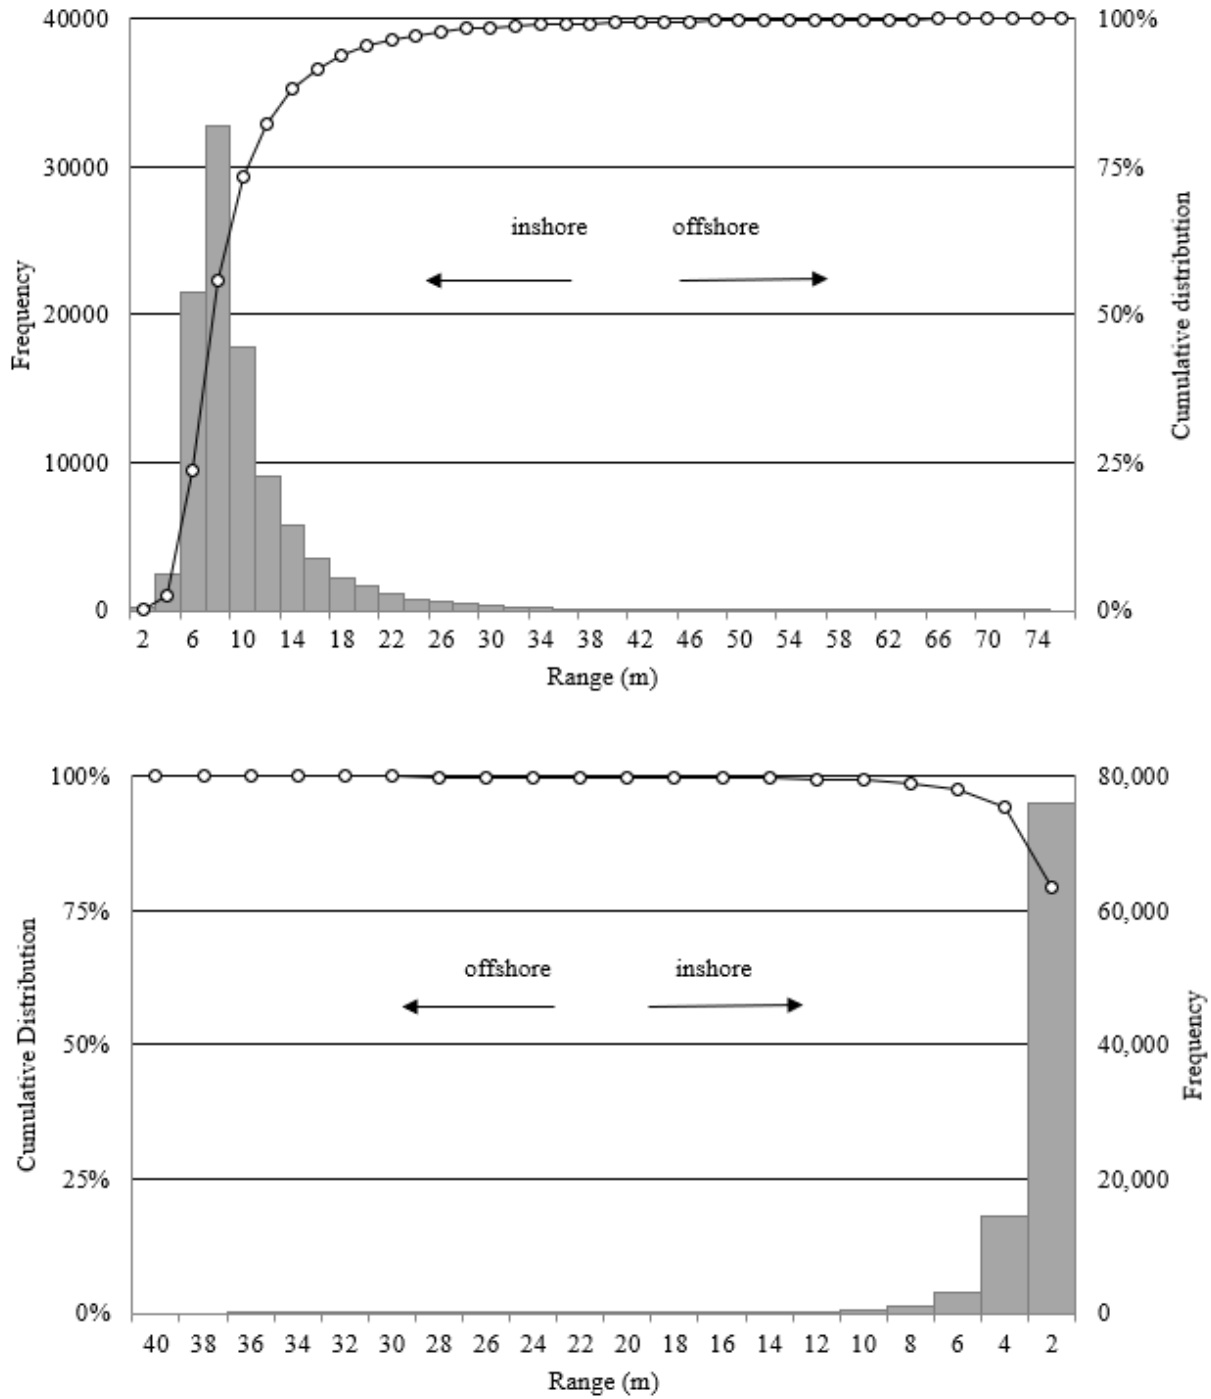 40000
30000
20000
10000
0
Frequency
100%
75%
50%
25%
0%
Cumulative distribution
inshore offshore
2 6 10 14 18 22 26 30 34 38 42 46 50 54 58 62 66 70 74
Range (m)
100%
75%
50%
25%
0%
Cumulative Distribution
80,000
60,000
40,000
20,000
0
Frequency
offshore inshore
40 38 36 34 32 30 28 26 24 22 20 18 16 14 12 10 8 6 4 2
Range (m)